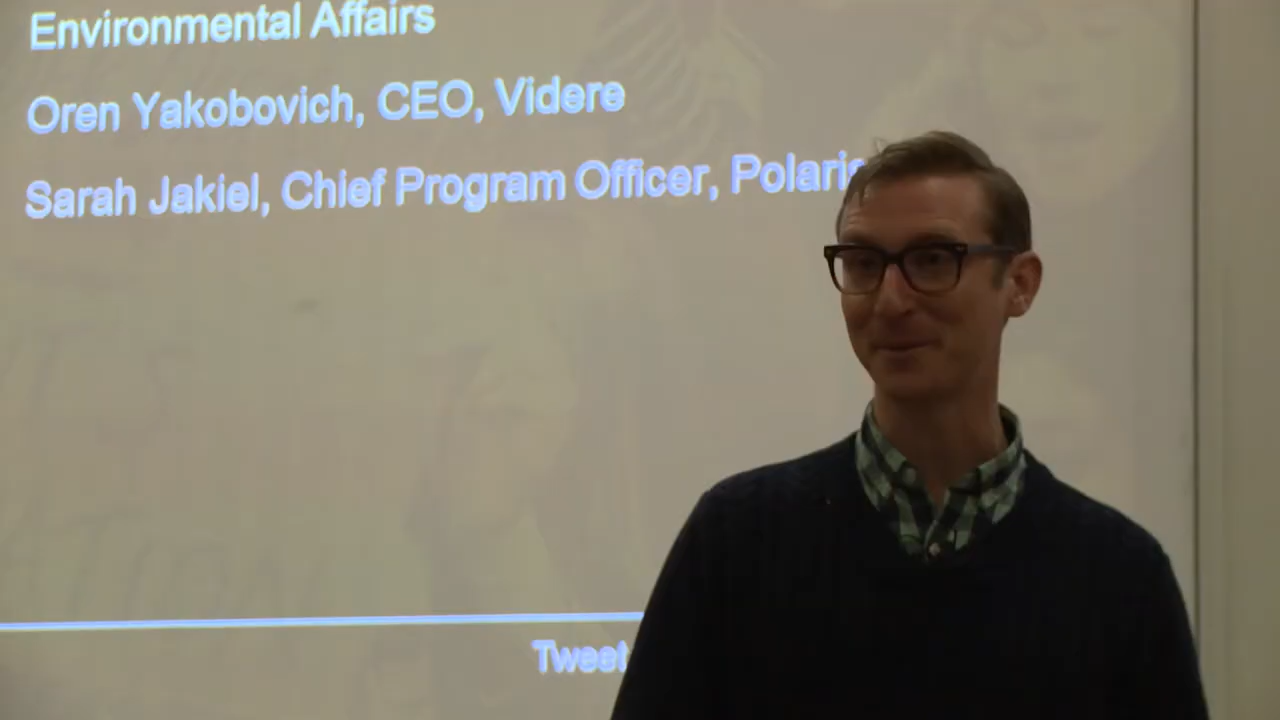 Environmental Affairs
Oren Yakobovich, CEO, Videre
Sarah Jakiel, Chief Program Officer, Polaris
Tweet